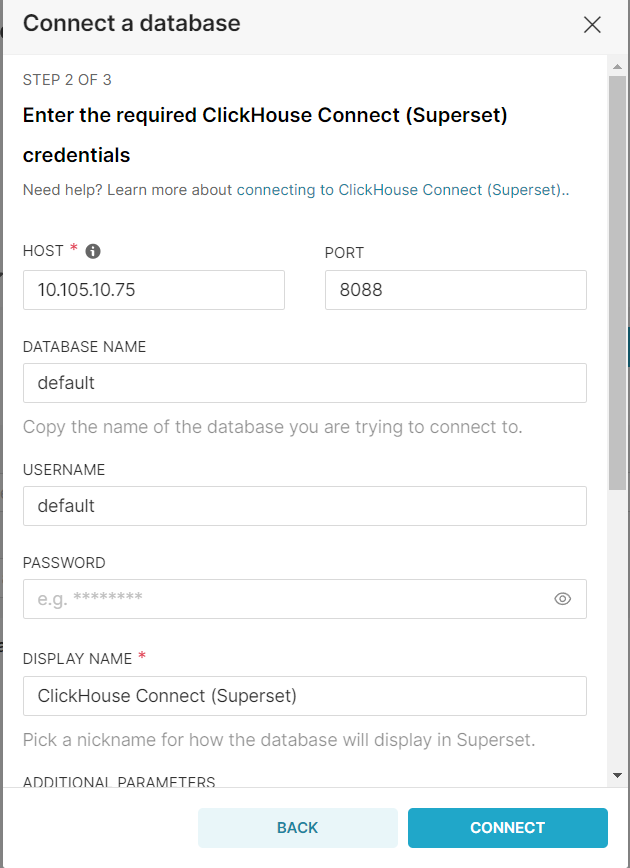 Connect a database
STEP 2 OF 3
Enter the required ClickHouse Connect (Superset)
credentials
Need help? Learn more about connecting to ClickHouse Connect (Superset)..
HOST * PORT
10.105.10.75 8088
DATABASE NAME
default
Copy the name of the database you are trying to connect to.
USERNAME
default
PASSWORD
e.g. ********
DISPLAY NAME *
ClickHouse Connect (Superset)
Pick a nickname for how the database will display in Superset.
ADDITIONAL PARAMETERS
BACK CONNECT